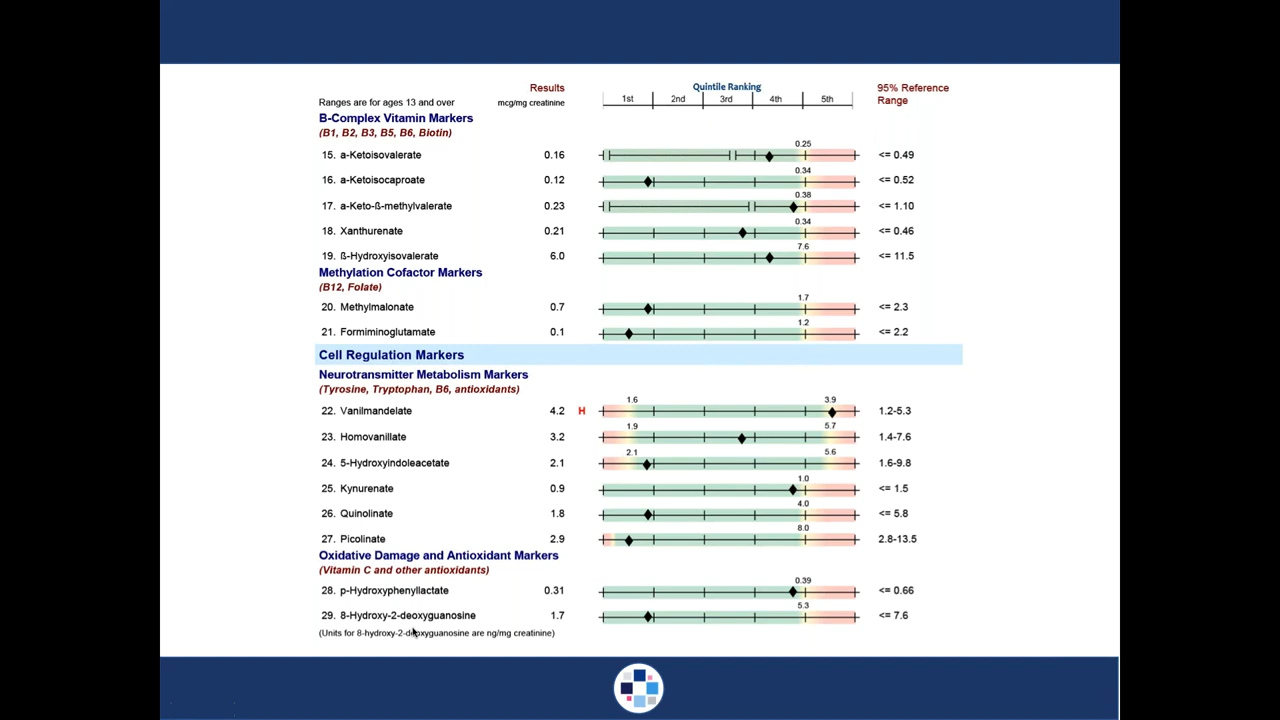 Results Quintile Ranking 95% Reference
Ranges are for ages 13 and over mcg/mg creatinine 1st 2nd 3rd 4th 5th Range
B-Complex Vitamin Markers
(B1, B2, B3, B5, B6, Biotin)
0.25
15. a-Ketoisovalerate 0.16 <= 0.49
0.34
16. a-Ketoisocaproate 0.12 <= 0.52
0.38
17. a-Keto-ß-methylvalerate 0.23 <= 1.10
0.34
18. Xanthurenate 0.21 <= 0.46
7.6
19. ß-Hydroxyisovalerate 6.0 <= 11.5
Methylation Cofactor Markers
(B12, Folate)
1.7
20. Methylmalonate 0.7 <= 2.3
1.2
21. Formiminoglutamate 0.1 <= 2.2
Cell Regulation Markers
Neurotransmitter Metabolism Markers
(Tyrosine, Tryptophan, B6, antioxidants)
1.6 3.9
22. Vanilmandelate 4.2 H 1.2-5.3
1.9 5.7
23. Homovanillate 3.2 1.4-7.6
2.1 5.6
24. 5-Hydroxyindoleacetate 2.1 1.6-9.8
1.0
25. Kynurenate 0.9 <= 1.5
4.0
26. Quinolinate 1.8 <= 5.8
8.0
27. Picolinate 2.9 2.8-13.5
Oxidative Damage and Antioxidant Markers
(Vitamin C and other antioxidants)
0.39
28. p-Hydroxyphenyllactate 0.31 <= 0.66
5.3
29. 8-Hydroxy-2-deoxyguanosine 1.7 <= 7.6
(Units for 8-hydroxy-2-deoxyguanosine are ng/mg creatinine)